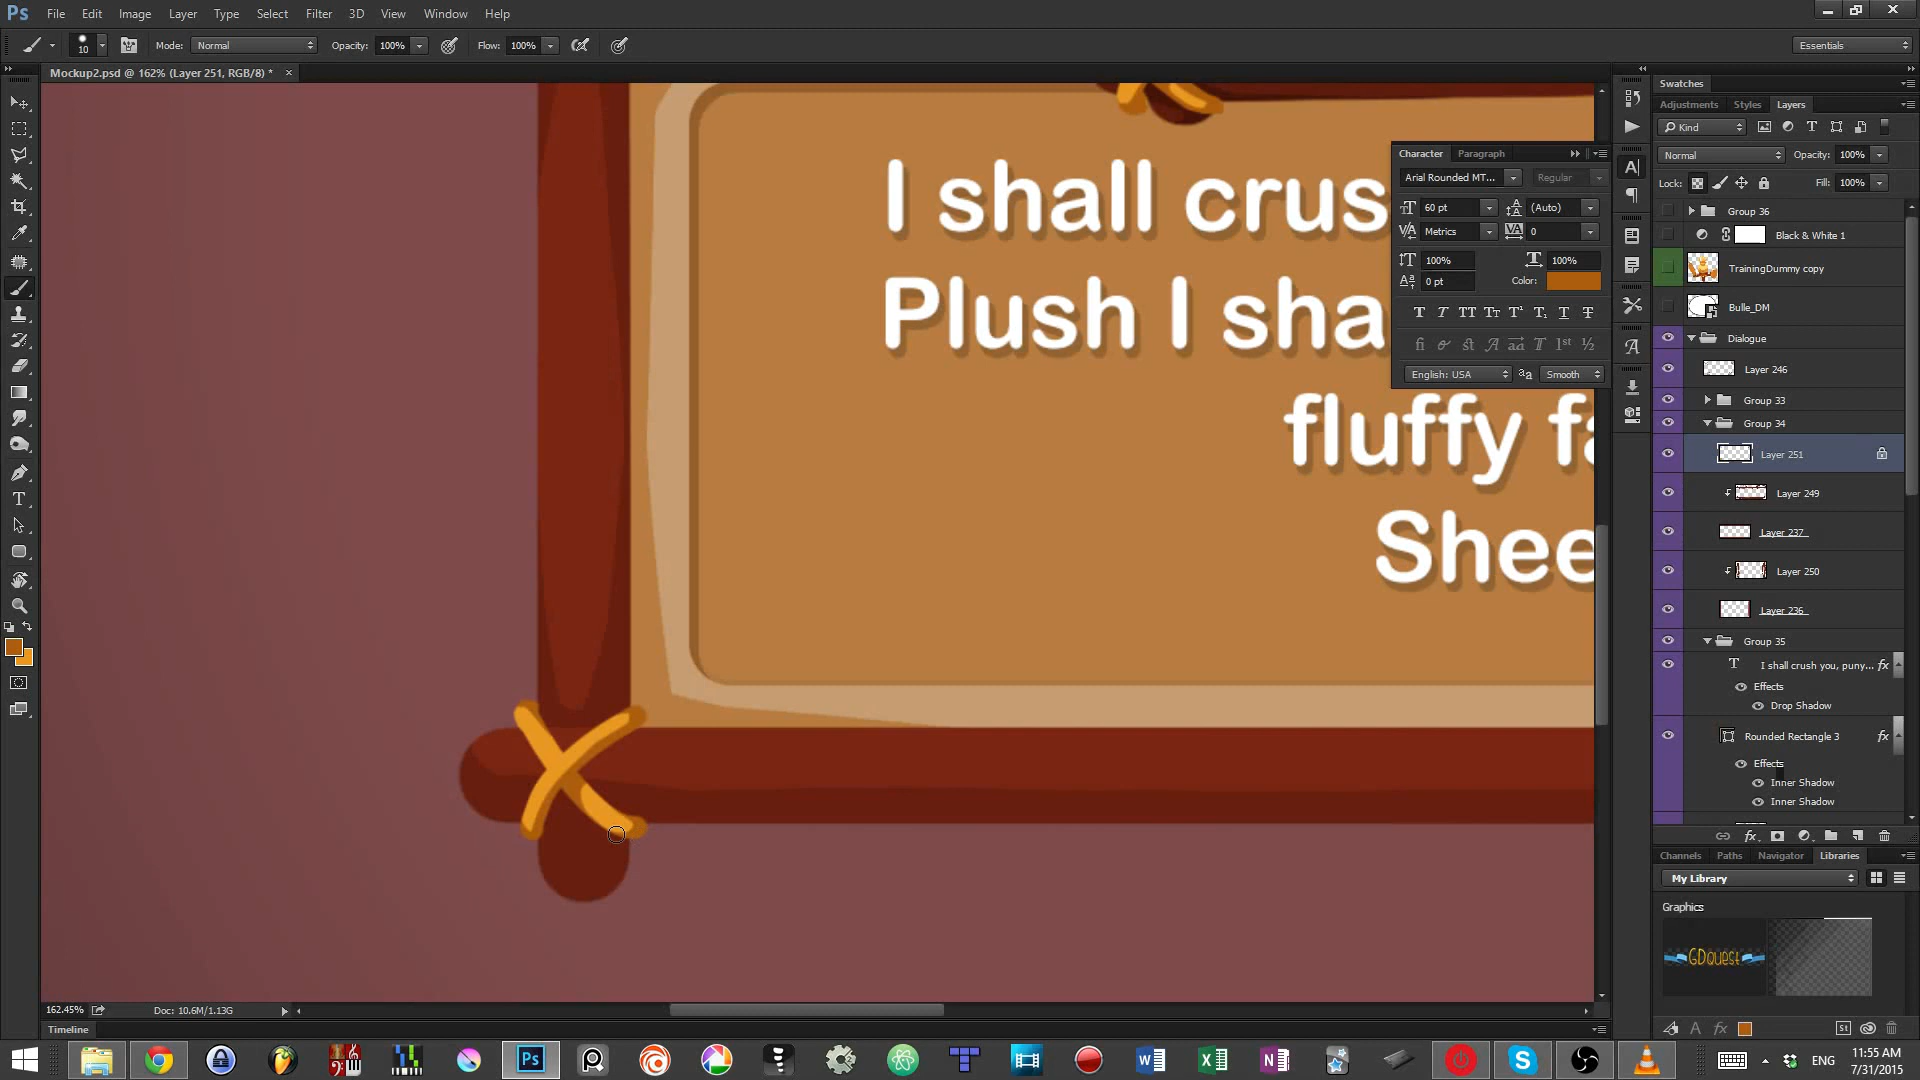 Ps File Edit Image Layer Type Select Filter 3D View Window Help
10 Mode: Normal Opacity: 100% Flow: 100% Essentials
Mockup2.psd @ 162% (Layer 251, RGB/8) * ×
Swatches
Adjustments Styles Layers
Kind
Normal Opacity: 100%
Lock: Fill: 100%
Group 36
Black & White 1
TrainingDummy copy
Bulle_DM
Dialogue
Layer 246
Group 33
Group 34
Layer 251
Layer 249
Layer 237
Layer 250
Layer 236
Group 35
I shall crush you, puny... fx
Effects
Drop Shadow
Rounded Rectangle 3 fx
Effects
Inner Shadow
Inner Shadow
Character Paragraph
Arial Rounded MT... Regular
60 pt (Auto)
Metrics 0
100% 100%
0 pt Color:
English: USA Smooth
I shall crus
Plush I sha
fluffy fa
Shee
Channels Paths Navigator Libraries
My Library
Graphics
GDquest
162.45% Doc: 10.6M/1.13G
Timeline
ENG 11:55 AM
7/31/2015